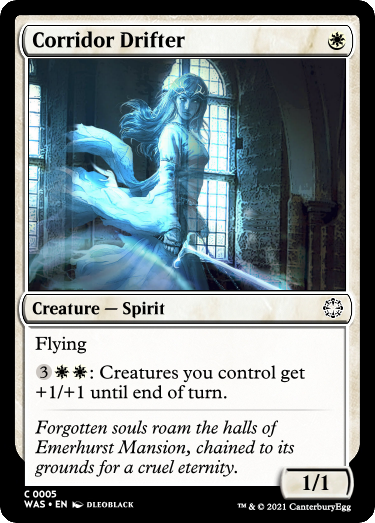 Corridor Drifter
Creature — Spirit
Flying
3: Creatures you control get
+1/+1 until end of turn.
Forgotten souls roam the halls of
Emerhurst Mansion, chained to its
grounds for a cruel eternity.
1/1
C 0005
WAS • EN DLEOBLACK
™ & © 2021 CanterburyEgg